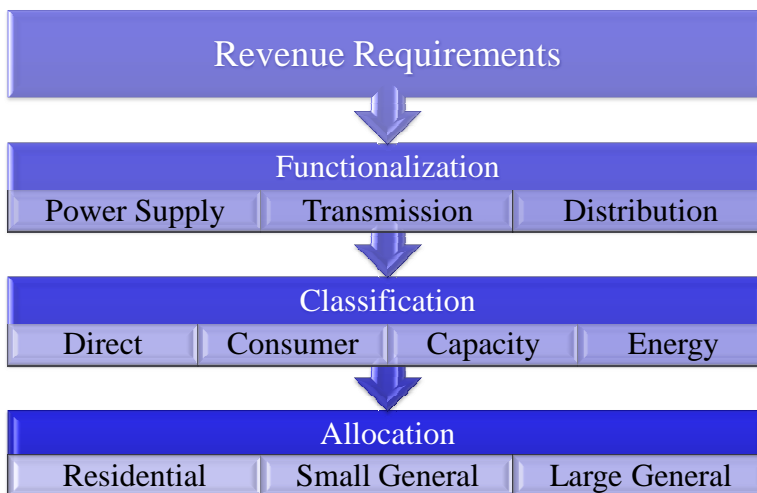 Revenue Requirements
Functionalization
Power Supply Transmission Distribution
Classification
Direct Consumer Capacity Energy
Allocation
Residential Small General Large General